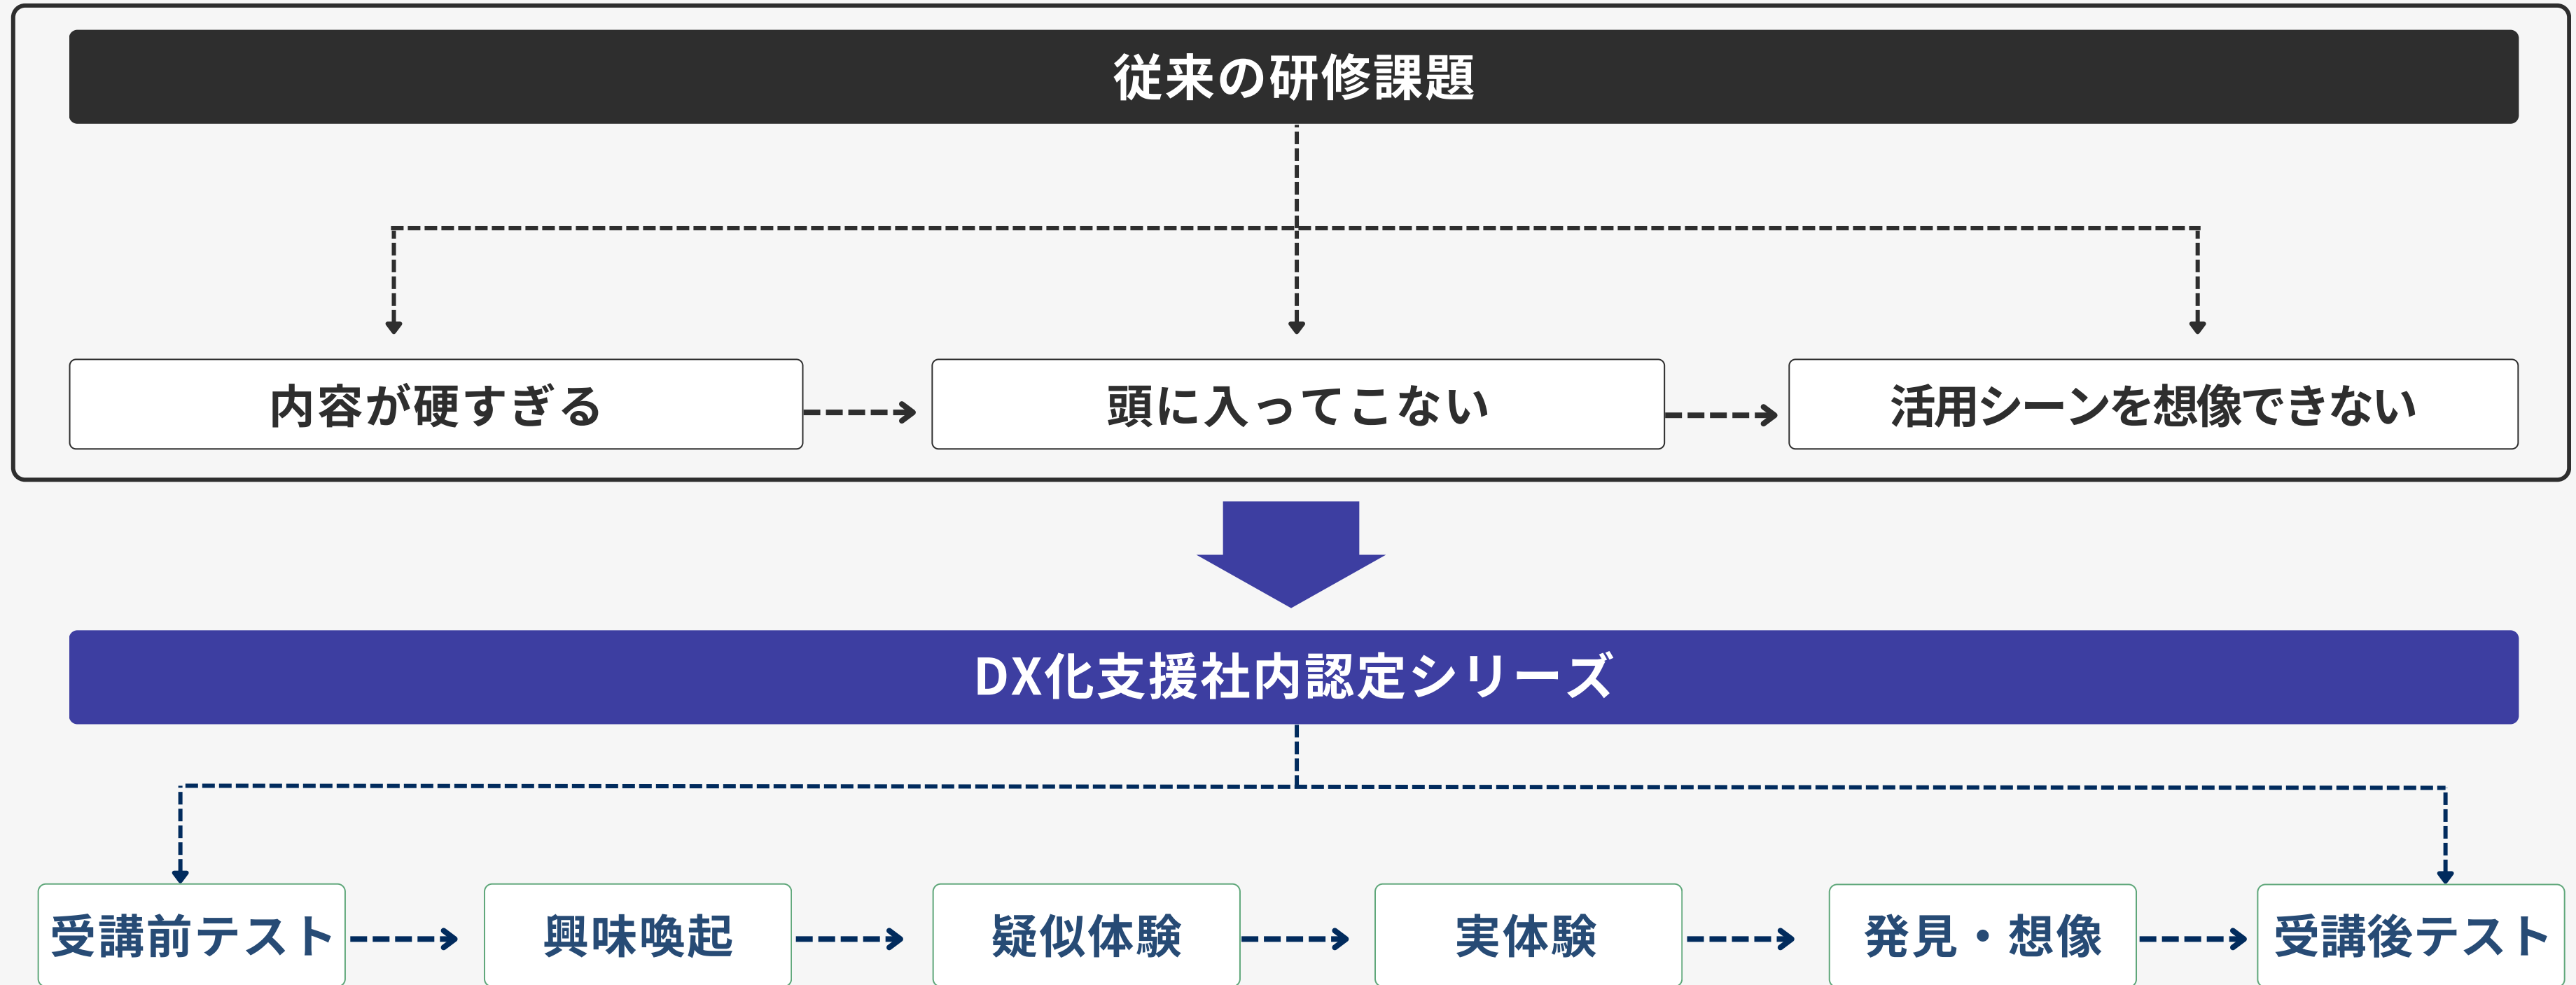 従来の研修課題
内容が硬すぎる
頭に入ってこない
活用シーンを想像できない
DX化支援社内認定シリーズ
受講前テスト
興味喚起
疑似体験
実体験
発見・想像
受講後テスト